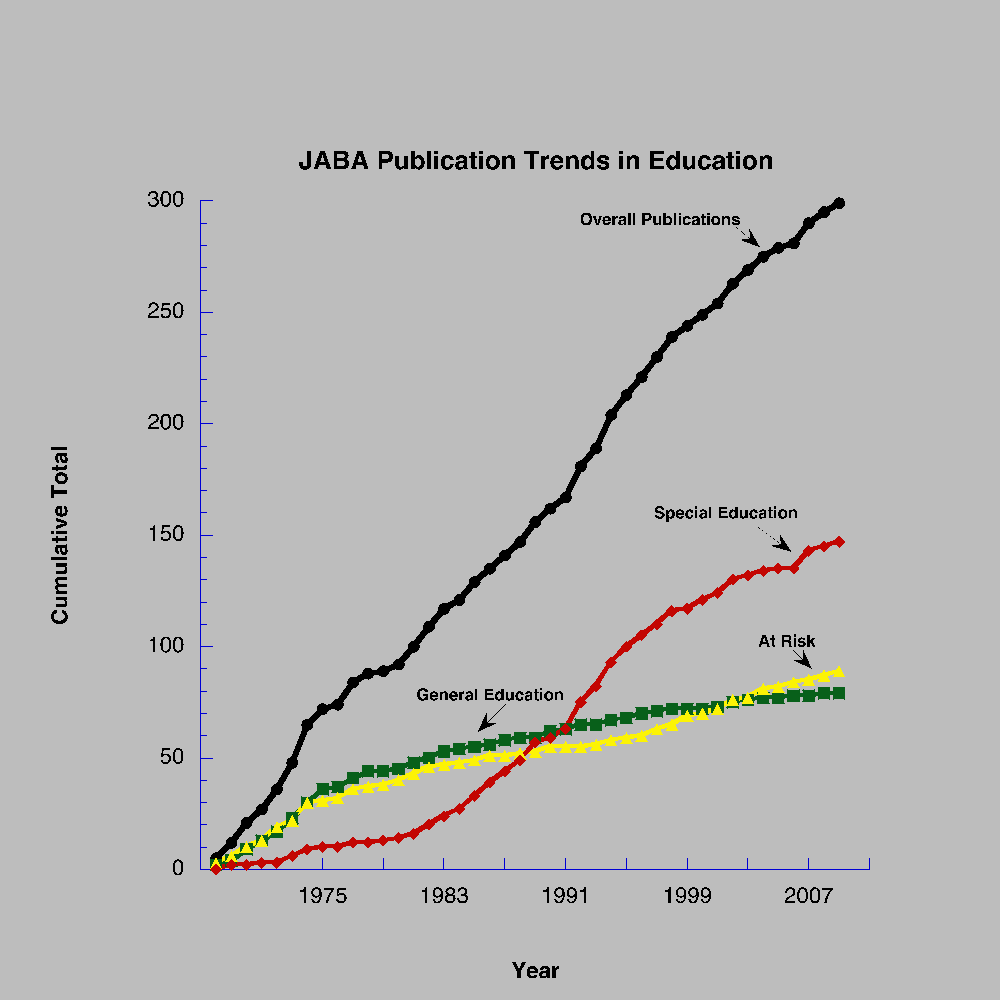 JABA Publication Trends in Education
300
250
200
150
100
50
0
Overall Publications
Special Education
At Risk
General Education
Cumulative Total
1975 1983 1991 1999 2007
Year